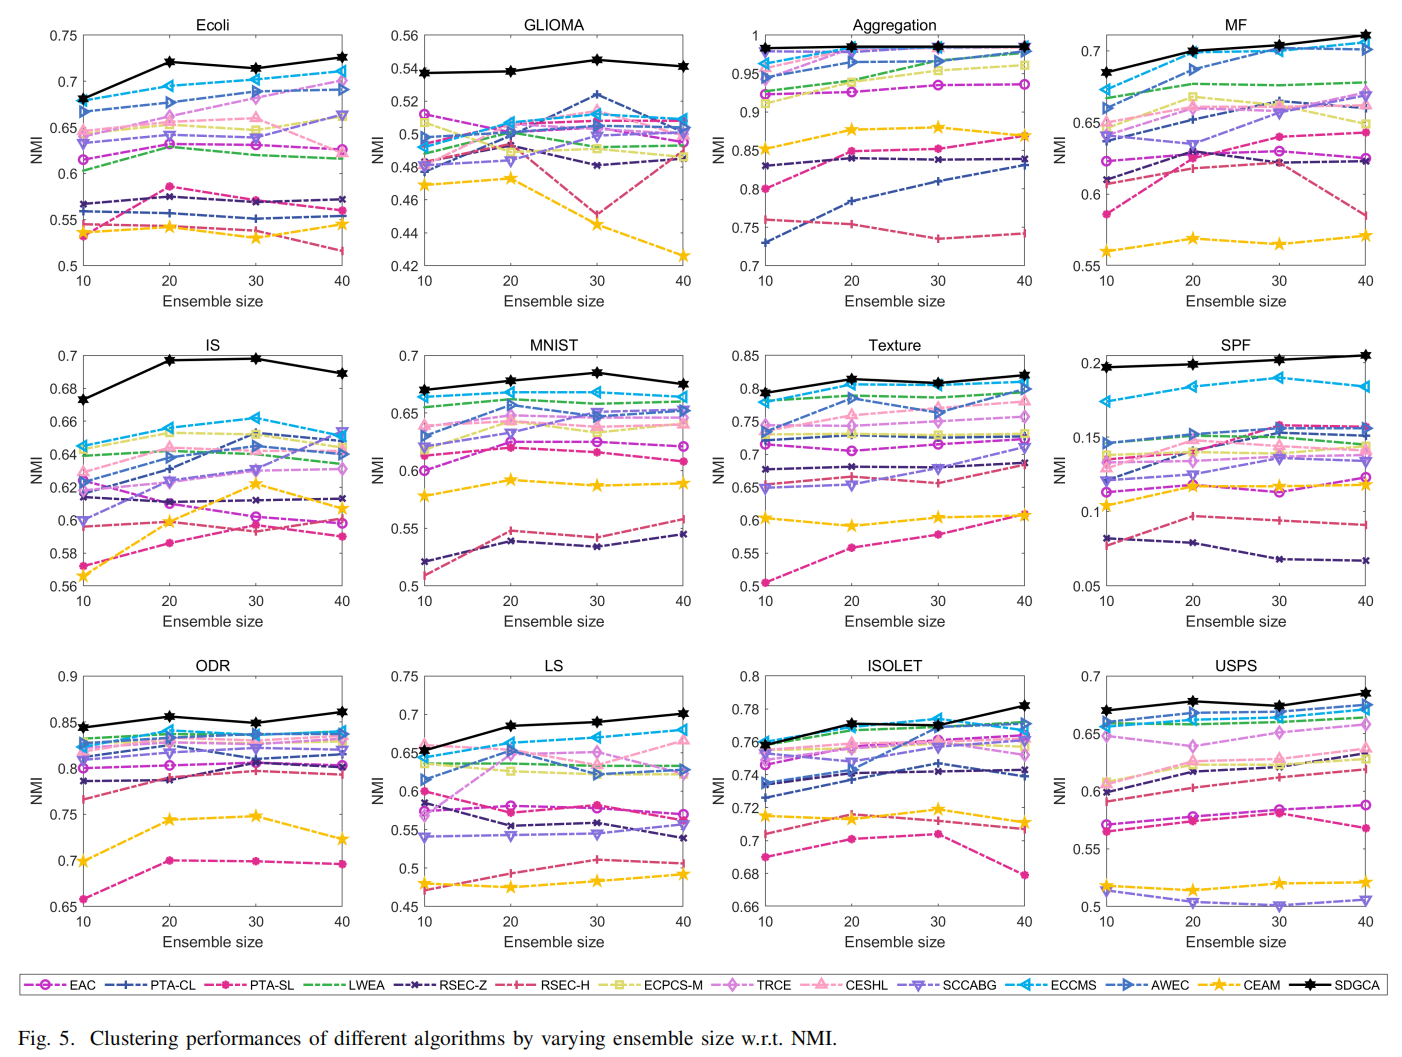 Ecoli
0.75
0.7
0.65
0.6
0.55
0.5
NMI
10 20 30 40
Ensemble size
GLIOMA
0.56
0.54
0.52
0.5
0.48
0.46
0.44
0.42
NMI
10 20 30 40
Ensemble size
Aggregation
1
0.95
0.9
0.85
0.8
0.75
0.7
NMI
10 20 30 40
Ensemble size
MF
0.7
0.65
0.6
0.55
NMI
10 20 30 40
Ensemble size
IS
0.7
0.68
0.66
0.64
0.62
0.6
0.58
0.56
NMI
10 20 30 40
Ensemble size
MNIST
0.7
0.65
0.6
0.55
0.5
NMI
10 20 30 40
Ensemble size
Texture
0.85
0.8
0.75
0.7
0.65
0.6
0.55
0.5
NMI
10 20 30 40
Ensemble size
SPF
0.2
0.15
0.1
0.05
NMI
10 20 30 40
Ensemble size
ODR
0.9
0.85
0.8
0.75
0.7
0.65
NMI
10 20 30 40
Ensemble size
LS
0.75
0.7
0.65
0.6
0.55
0.5
0.45
NMI
10 20 30 40
Ensemble size
ISOLET
0.8
0.78
0.76
0.74
0.72
0.7
0.68
0.66
NMI
10 20 30 40
Ensemble size
USPS
0.7
0.65
0.6
0.55
0.5
NMI
10 20 30 40
Ensemble size
EAC PTA-CL PTA-SL LWEA RSEC-Z RSEC-H ECPCS-M TRCE CESHL SCCABG ECCMS AWEC CEAM SDGCA
Fig. 5. Clustering performances of different algorithms by varying ensemble size w.r.t. NMI.